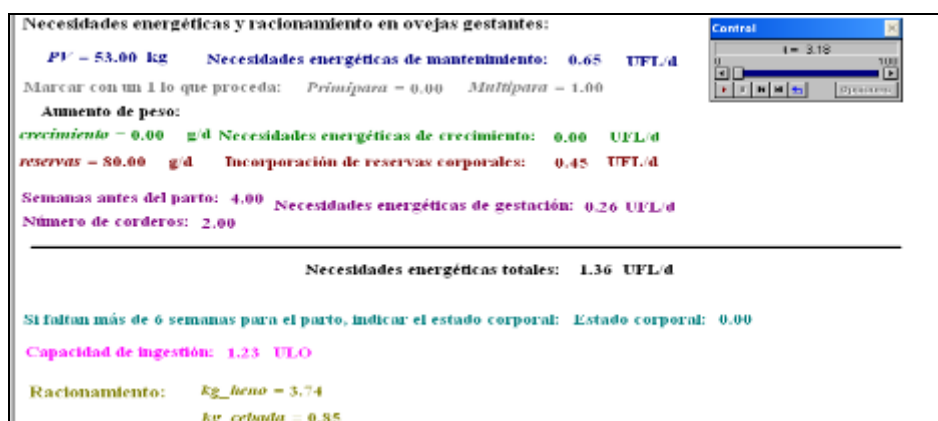 Necesidades energéticas y racionamiento en ovejas gestantes:
Control
t = 3.18
0 100
PV = 53.00 kg Necesidades energéticas de mantenimiento: 0.65 UFL/d
Marcar con un 1 lo que proceda: Primípara = 0.00 Multípara = 1.00
Opciones
Aumento de peso:
crecimiento = 0.00 g/d Necesidades energéticas de crecimiento: 0.00 UFL/d
reservas = 80.00 g/d Incorporación de reservas corporales: 0.45 UFL/d
Semanas antes del parto: 4.00 Necesidades energéticas de gestación: 0.26 UFL/d
Número de corderos: 2.00
Necesidades energéticas totales: 1.36 UFL/d
Si faltan más de 6 semanas para el parto, indicar el estado corporal: Estado corporal: 0.00
Capacidad de ingestión: 1.23 ULO
Racionamiento: kg_heno = 3.74
kg_cebada = 0.85